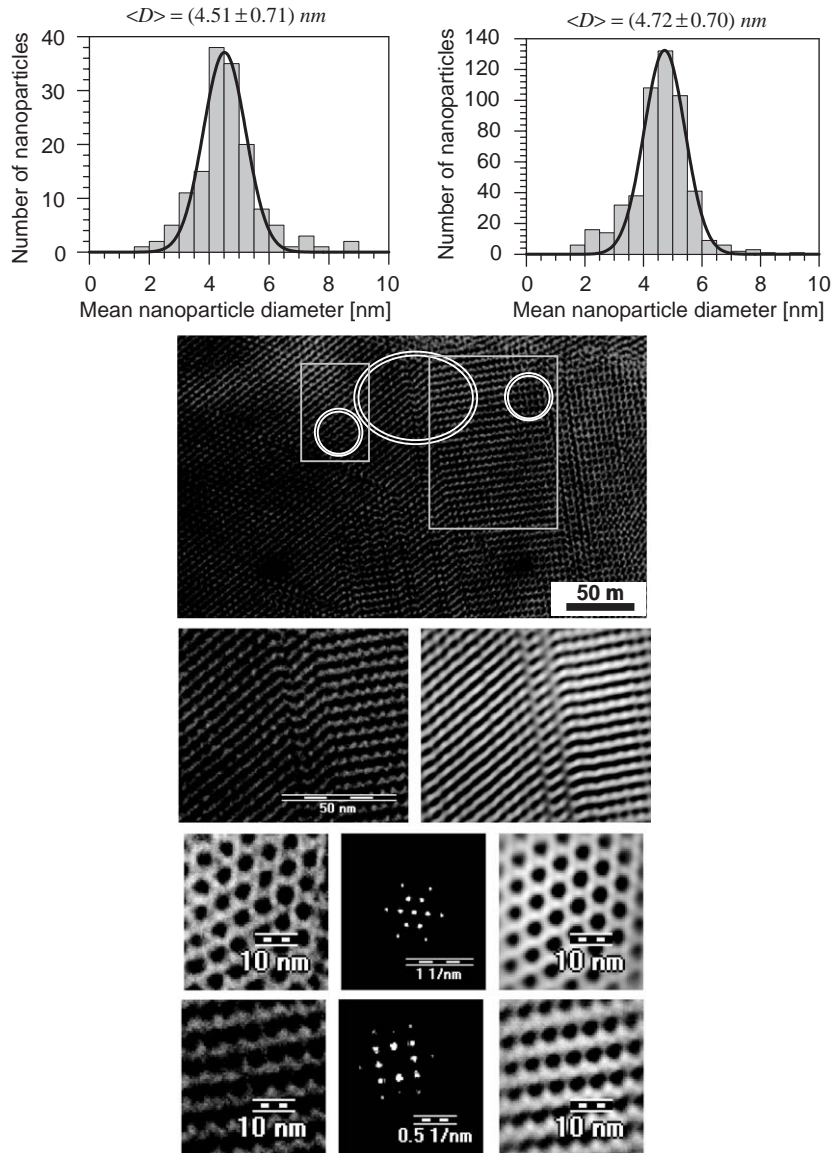 <D> = (4.51±0.71) nm
Number of nanoparticles
40
30
20
10
0
0 2 4 6 8 10
Mean nanoparticle diameter [nm]
<D> = (4.72±0.70) nm
Number of nanoparticles
140
120
100
80
60
40
20
0
0 2 4 6 8 10
Mean nanoparticle diameter [nm]
50 m
50 nm
10 nm
1 1/nm
10 nm
10 nm
0.5 1/nm
10 nm